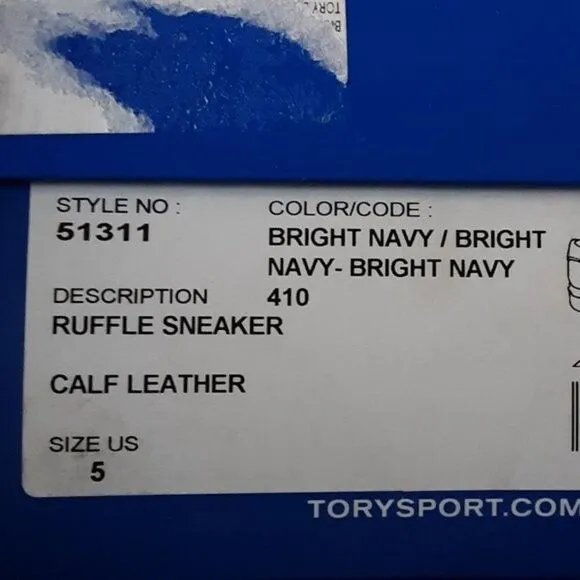 TORY
STYLE NO :
51311
COLOR/CODE :
BRIGHT NAVY / BRIGHT
NAVY- BRIGHT NAVY
410
DESCRIPTION
RUFFLE SNEAKER
CALF LEATHER
SIZE US
5
TORYSPORT.COM